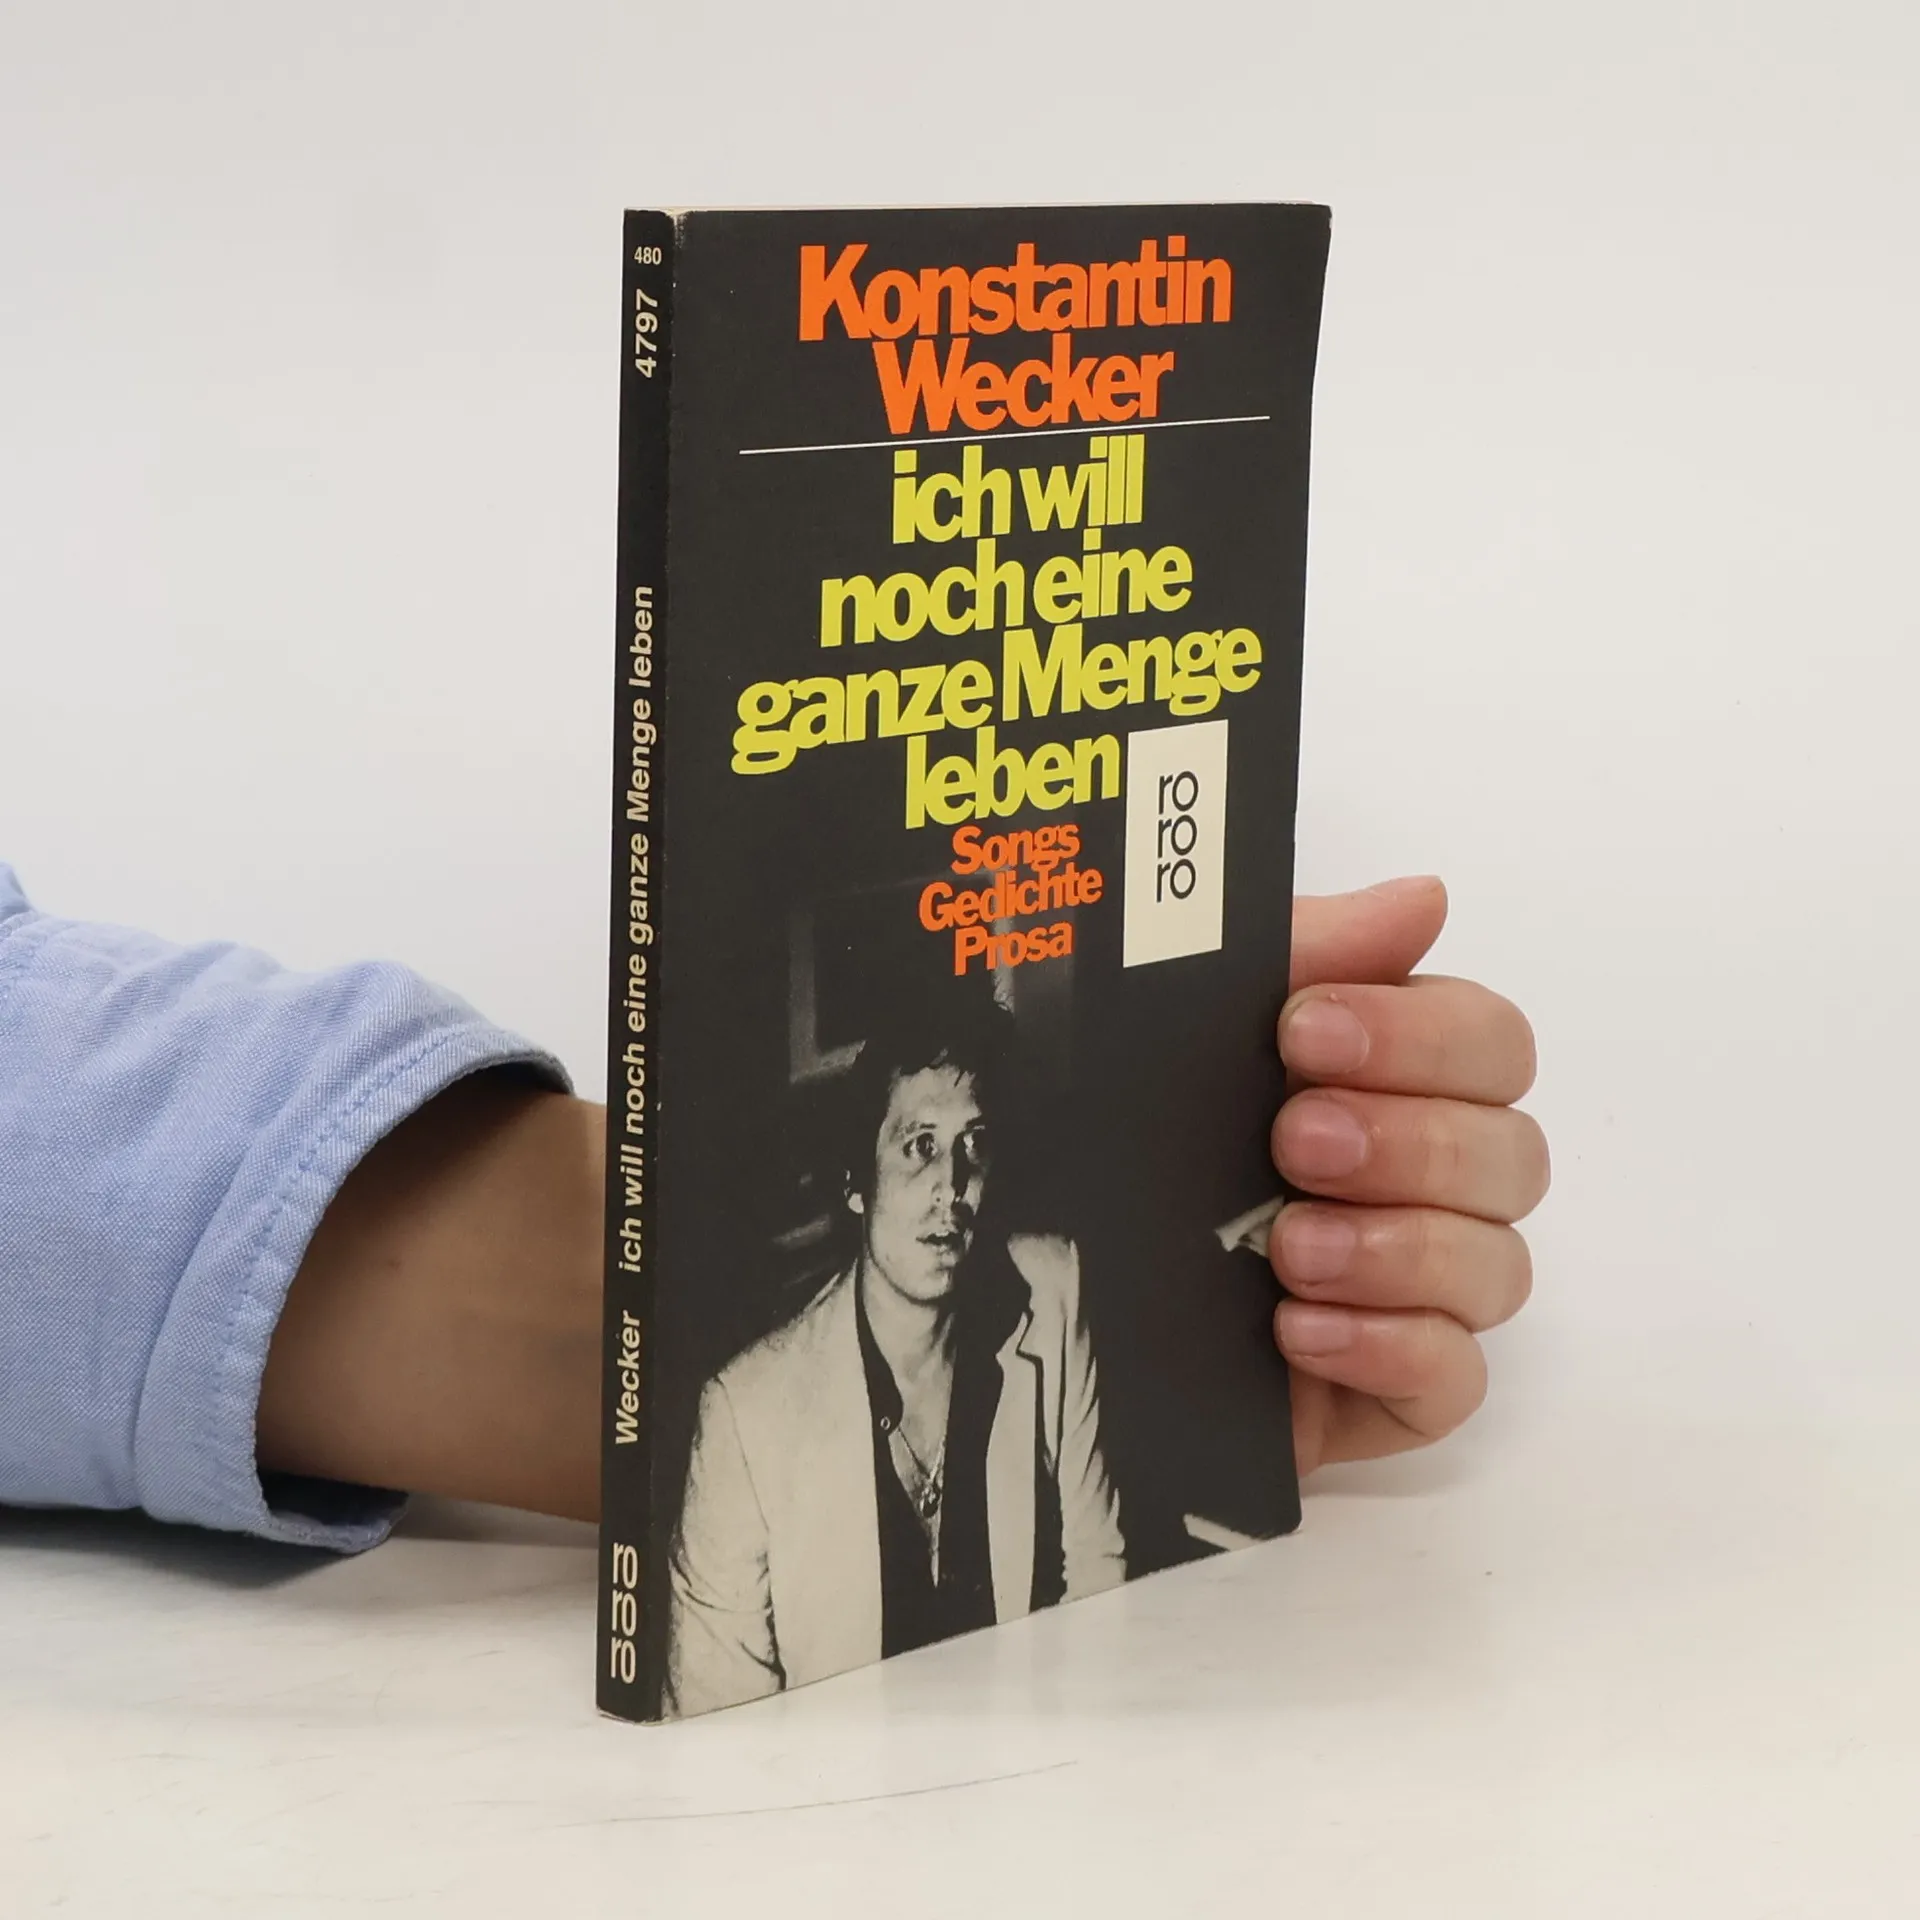 480
4797
Wecker ich will noch eine ganze Menge leben
ro
ro
ro
Konstantin
Wecker
ich will
noch eine
ganze Menge
leben
Songs
Gedichte
Prosa
ro
ro
ro